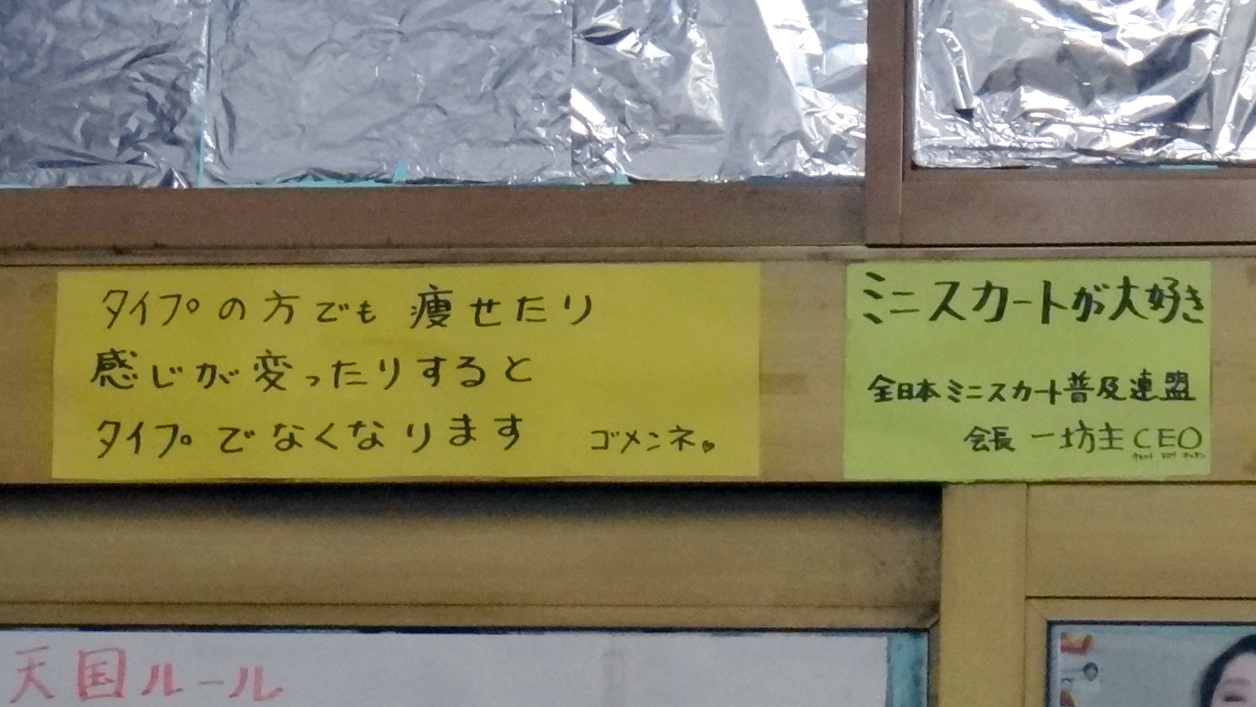 タイプの方でも 痩せたり
感じが変ったりすると
タイプでなくなります ゴメンネ♥
ミニスカートが大好き
全日本ミニスカート普及連盟
会長 一坊主CEO
天国ルール